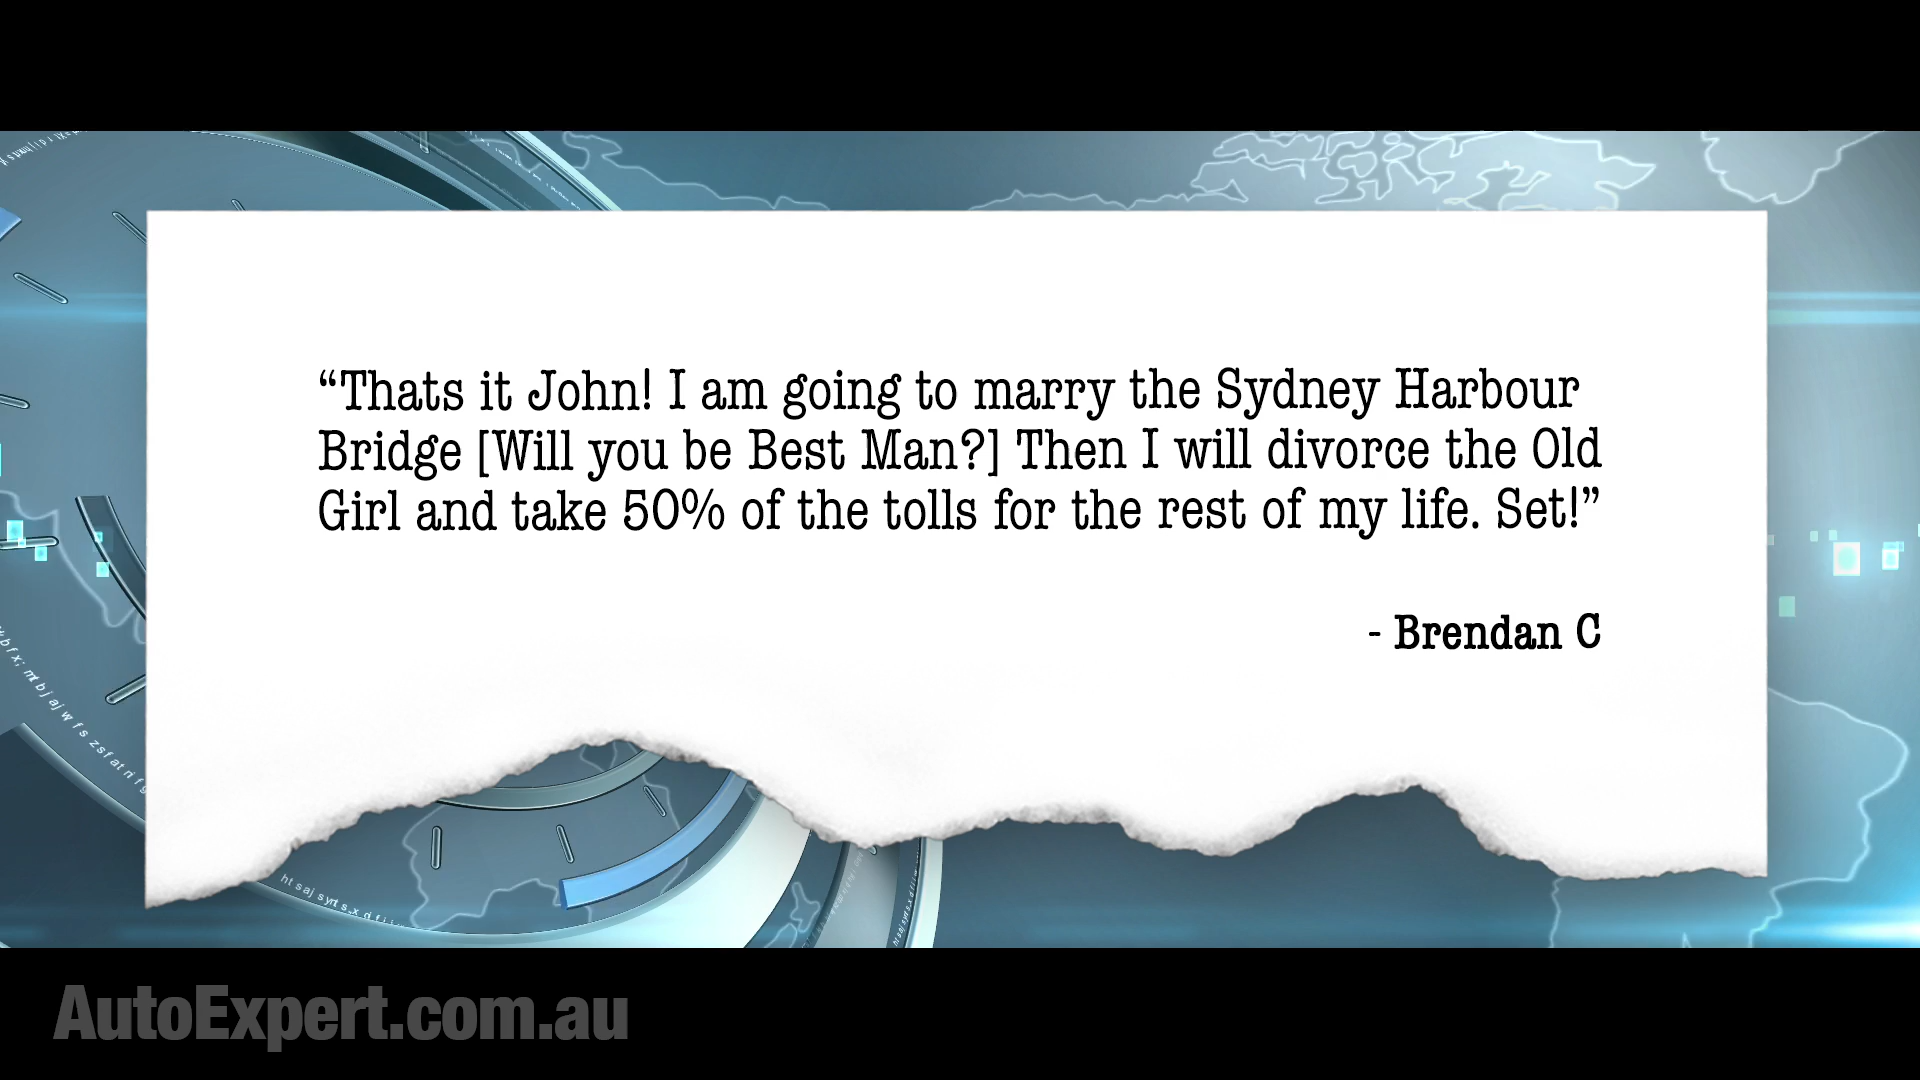 “Thats it John! I am going to marry the Sydney Harbour
Bridge [Will you be Best Man?] Then I will divorce the Old
Girl and take 50% of the tolls for the rest of my life. Set!”
- Brendan C
AutoExpert.com.au